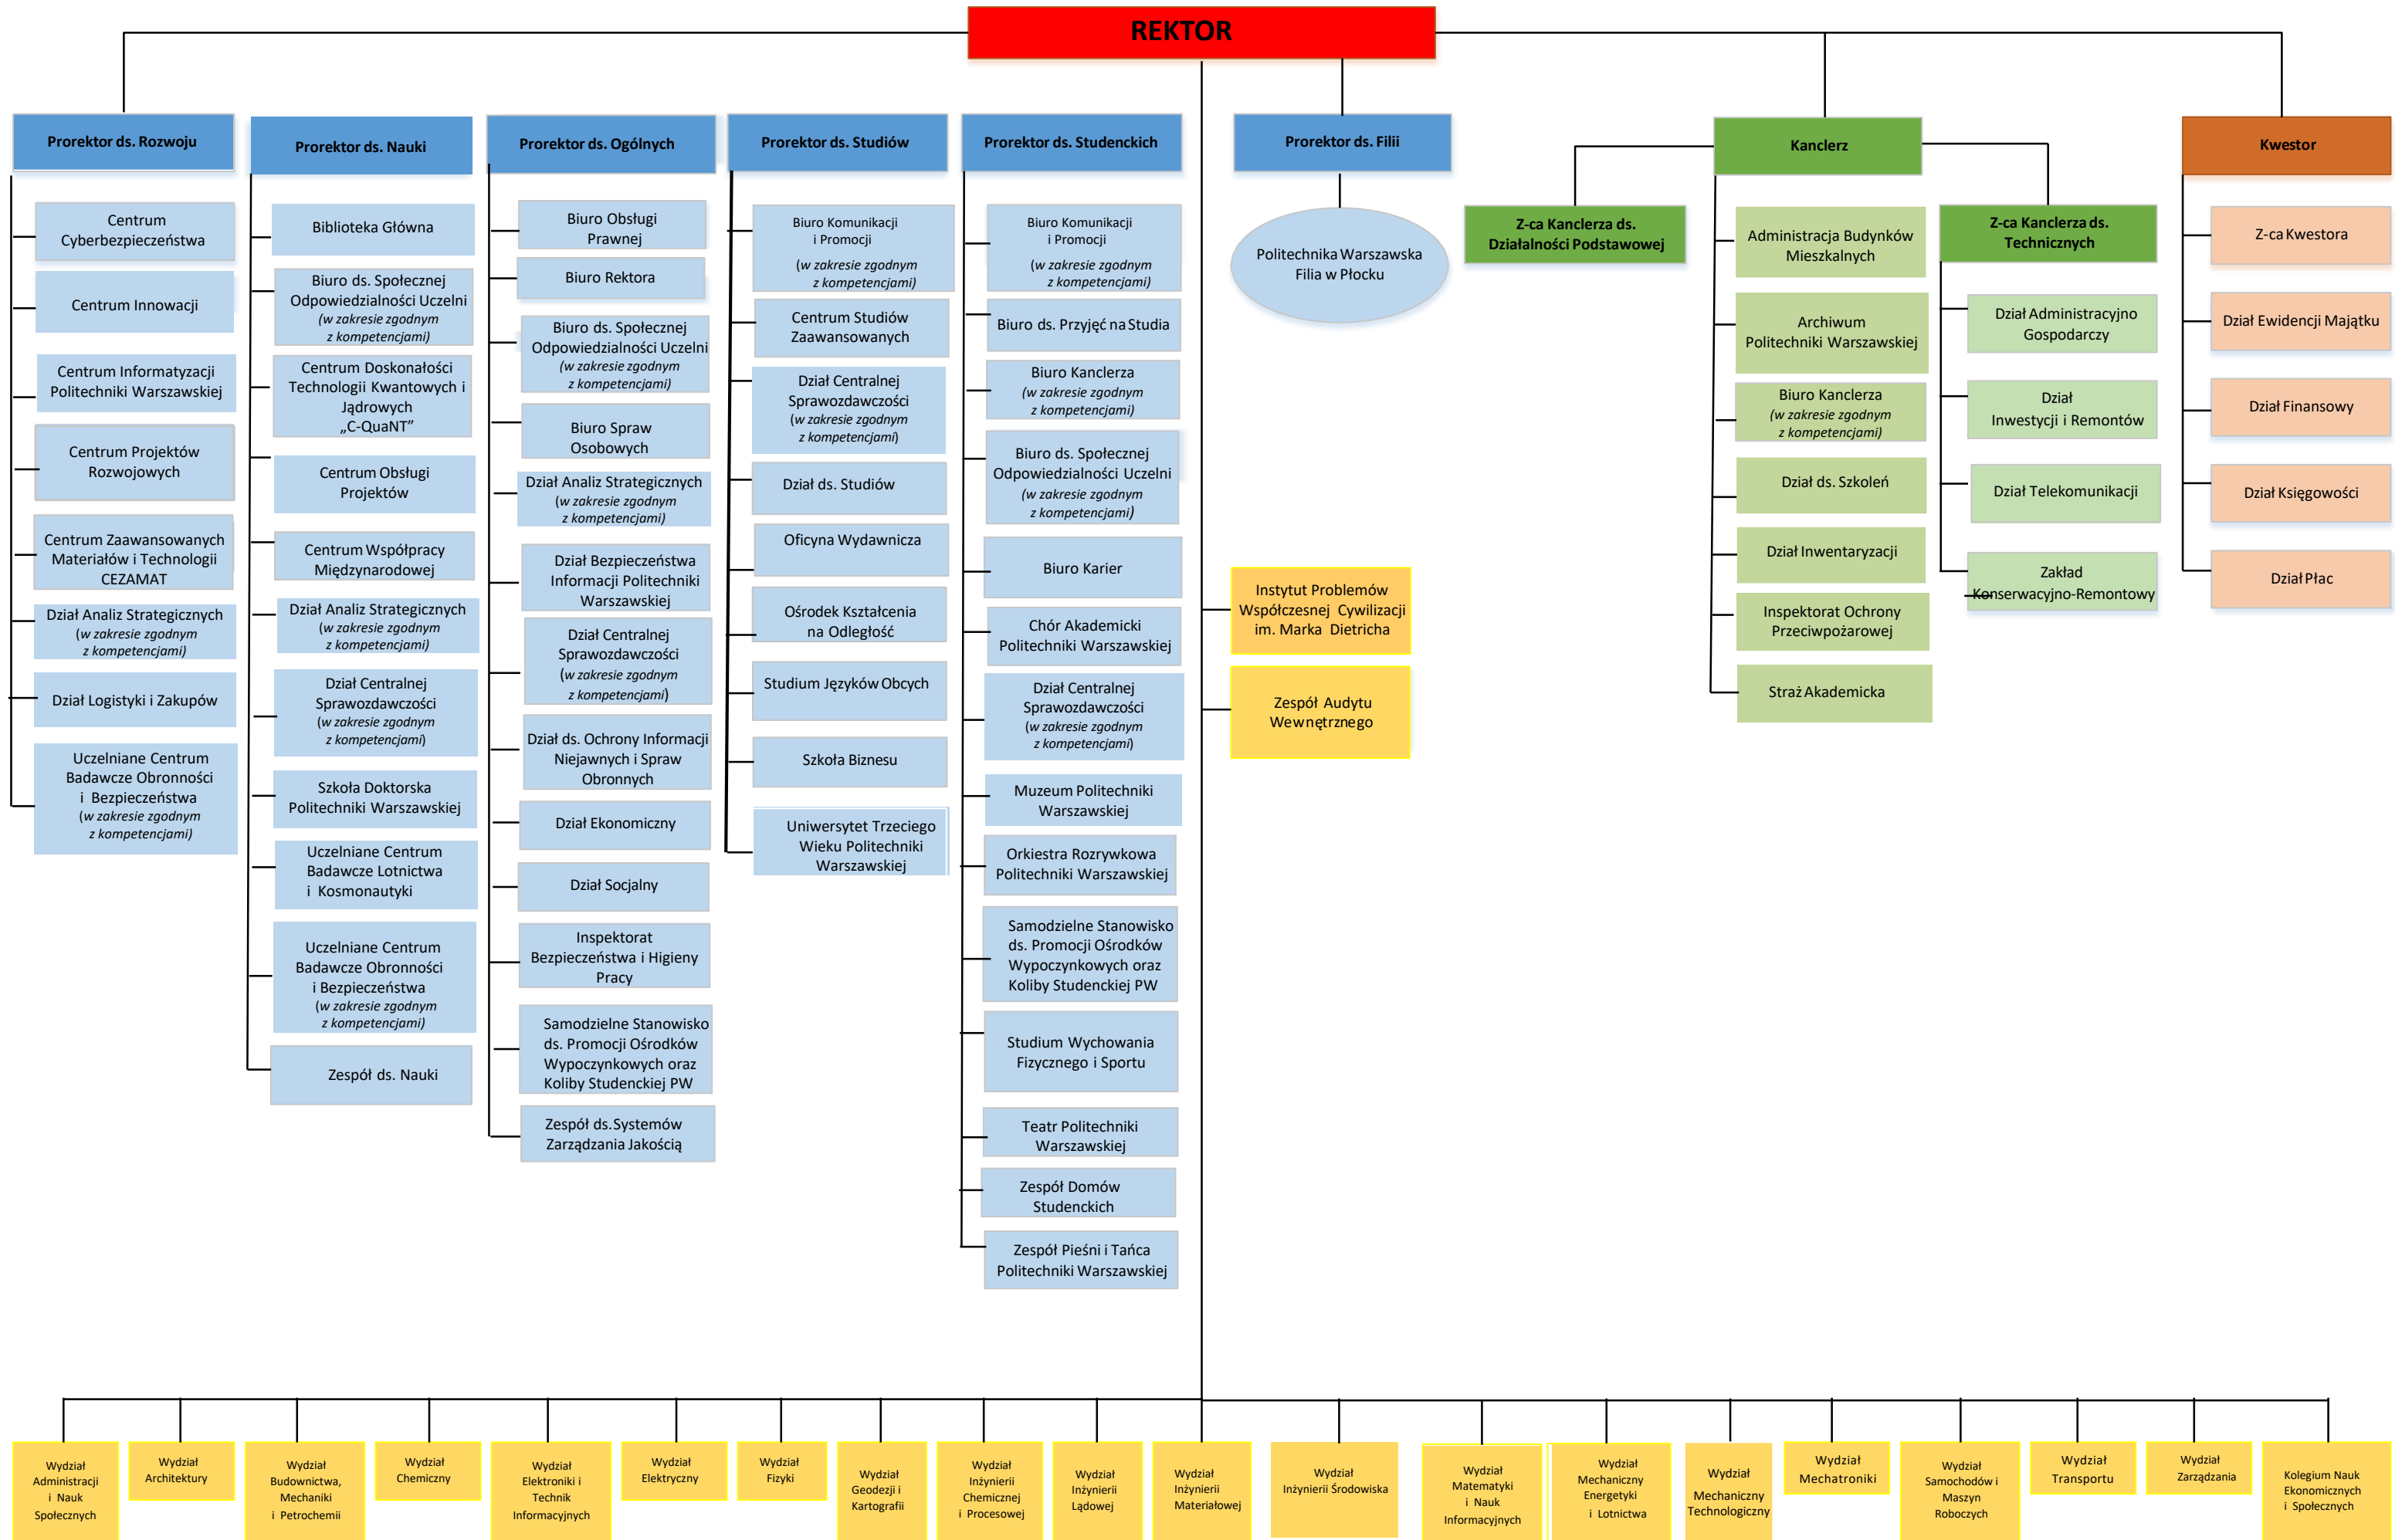 REKTOR
Prorektor ds. Rozwoju
Centrum
Cyberbezpieczeństwa
Centrum Innowacji
Centrum Informatyzacji
Politechniki Warszawskiej
Centrum Projektów
Rozwojowych
Centrum Zaawansowanych
Materiałów i Technologii
CEZAMAT
Dział Analiz Strategicznych
(w zakresie zgodnym
z kompetencjami)
Dział Logistyki i Zakupów
Uczelniane Centrum
Badawcze Obronności
i Bezpieczeństwa
(w zakresie zgodnym
z kompetencjami)
Prorektor ds. Nauki
Biblioteka Główna
Biuro ds. Społecznej
Odpowiedzialności Uczelni
(w zakresie zgodnym
z kompetencjami)
Centrum Doskonałości
Technologii Kwantowych i
Jądrowych
„C-QuaNT”
Centrum Obsługi
Projektów
Centrum Współpracy
Międzynarodowej
Dział Analiz Strategicznych
(w zakresie zgodnym
z kompetencjami)
Dział Centralnej
Sprawozdawczości
(w zakresie zgodnym
z kompetencjami)
Szkoła Doktorska
Politechniki Warszawskiej
Uczelniane Centrum
Badawcze Lotnictwa
i Kosmonautyki
Uczelniane Centrum
Badawcze Obronności
i Bezpieczeństwa
(w zakresie zgodnym
z kompetencjami)
Zespół ds. Nauki
Prorektor ds. Ogólnych
Biuro Obsługi
Prawnej
Biuro Rektora
Biuro ds. Społecznej
Odpowiedzialności Uczelni
(w zakresie zgodnym
z kompetencjami)
Biuro Spraw
Osobowych
Dział Analiz Strategicznych
(w zakresie zgodnym
z kompetencjami)
Dział Bezpieczeństwa
Informacji Politechniki
Warszawskiej
Dział Centralnej
Sprawozdawczości
(w zakresie zgodnym
z kompetencjami)
Dział ds. Ochrony Informacji
Niejawnych i Spraw
Obronnych
Dział Ekonomiczny
Dział Socjalny
Inspektorat
Bezpieczeństwa i Higieny
Pracy
Samodzielne Stanowisko
ds. Promocji Ośrodków
Wypoczynkowych oraz
Koliby Studenckiej PW
Zespół ds. Systemów
Zarządzania Jakością
Prorektor ds. Studiów
Biuro Komunikacji
i Promocji
(w zakresie zgodnym
z kompetencjami)
Centrum Studiów
Zaawansowanych
Dział Centralnej
Sprawozdawczości
(w zakresie zgodnym
z kompetencjami)
Dział ds. Studiów
Oficyna Wydawnicza
Ośrodek Kształcenia
na Odległość
Studium Języków Obcych
Szkoła Biznesu
Uniwersytet Trzeciego
Wieku Politechniki
Warszawskiej
Prorektor ds. Studenckich
Biuro Komunikacji
i Promocji
(w zakresie zgodnym
z kompetencjami)
Biuro ds. Przyjęć na Studia
Biuro Kanclerza
(w zakresie zgodnym
z kompetencjami)
Biuro ds. Społecznej
Odpowiedzialności Uczelni
(w zakresie zgodnym
z kompetencjami)
Biuro Karier
Chór Akademicki
Politechniki Warszawskiej
Dział Centralnej
Sprawozdawczości
(w zakresie zgodnym
z kompetencjami)
Muzeum Politechniki
Warszawskiej
Orkiestra Rozrywkowa
Politechniki Warszawskiej
Samodzielne Stanowisko
ds. Promocji Ośrodków
Wypoczynkowych oraz
Koliby Studenckiej PW
Studium Wychowania
Fizycznego i Sportu
Teatr Politechniki
Warszawskiej
Zespół Domów
Studenckich
Zespół Pieśni i Tańca
Politechniki Warszawskiej
Prorektor ds. Filii
Politechnika Warszawska
Filia w Płocku
Instytut Problemów
Współczesnej Cywilizacji
im. Marka Dietricha
Zespół Audytu
Wewnętrznego
Kanclerz
Z-ca Kanclerza ds.
Działalności Podstawowej
Administracja Budynków
Mieszkalnych
Archiwum
Politechniki Warszawskiej
Biuro Kanclerza
(w zakresie zgodnym
z kompetencjami)
Dział ds. Szkoleń
Dział Inwentaryzacji
Inspektorat Ochrony
Przeciwpożarowej
Straż Akademicka
Z-ca Kanclerza ds.
Technicznych
Dział Administracyjno
Gospodarczy
Dział
Inwestycji i Remontów
Dział Telekomunikacji
Zakład
Konserwacyjno-Remontowy
Kwestor
Z-ca Kwestora
Dział Ewidencji Majątku
Dział Finansowy
Dział Księgowości
Dział Płac
Wydział
Administracji
i Nauk
Społecznych
Wydział
Architektury
Wydział
Budownictwa,
Mechaniki
i Petrochemii
Wydział
Chemiczny
Wydział
Elektroniki i
Technik
Informacyjnych
Wydział
Elektryczny
Wydział
Fizyki
Wydział
Geodezji i
Kartografii
Wydział
Inżynierii
Chemicznej
i Procesowej
Wydział
Inżynierii
Lądowej
Wydział
Inżynierii
Materiałowej
Wydział
Inżynierii Środowiska
Wydział
Matematyki
i Nauk
Informacyjnych
Wydział
Mechaniczny
Energetyki
i Lotnictwa
Wydział
Mechaniczny
Technologiczny
Wydział
Mechatroniki
Wydział
Samochodów i
Maszyn
Roboczych
Wydział
Transportu
Wydział
Zarządzania
Kolegium Nauk
Ekonomicznych
i Społecznych